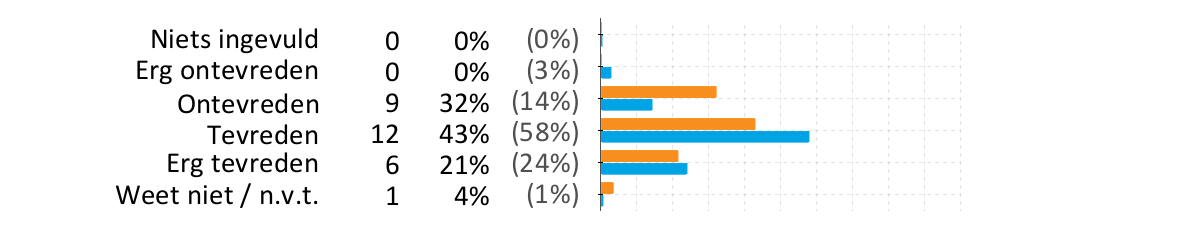 Niets ingevuld 0 0% (0%)
Erg ontevreden 0 0% (3%)
Ontevreden 9 32% (14%)
Tevreden 12 43% (58%)
Erg tevreden 6 21% (24%)
Weet niet / n.v.t. 1 4% (1%)